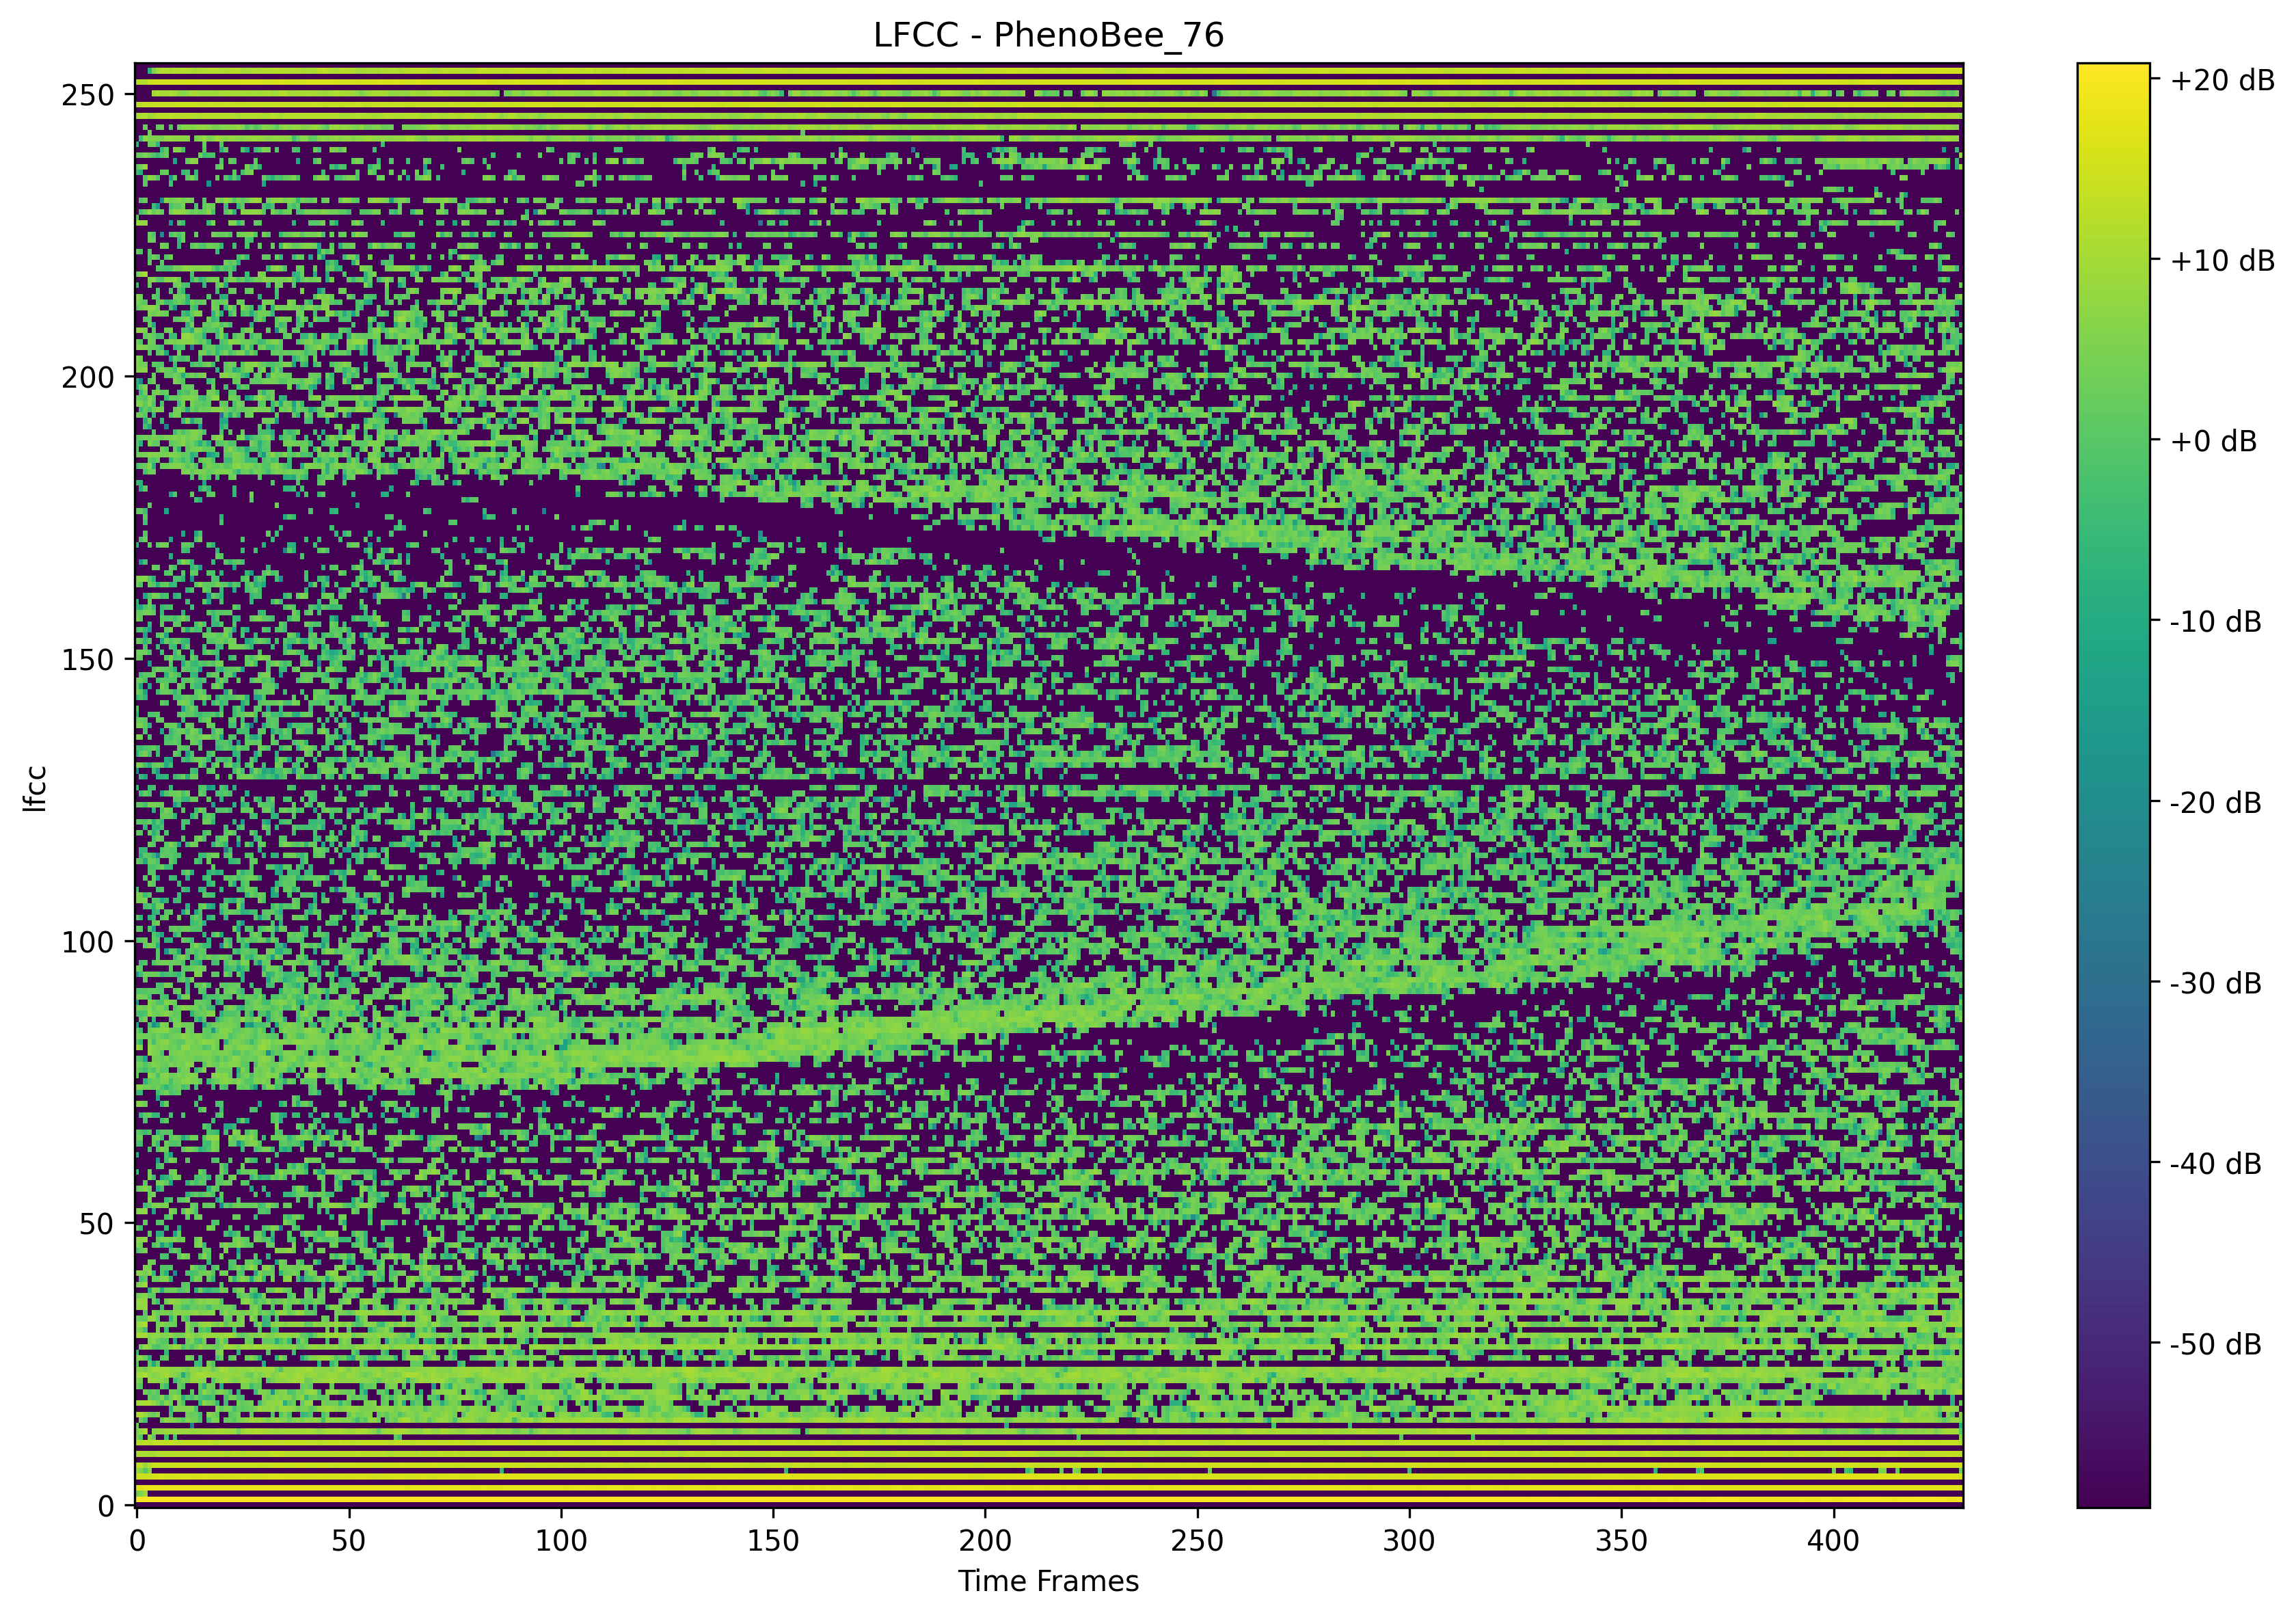 LFCC - PhenoBee_76
lfcc
250
200
150
100
50
0
0 50 100 150 200 250 300 350 400
Time Frames
+20 dB
+10 dB
+0 dB
-10 dB
-20 dB
-30 dB
-40 dB
-50 dB